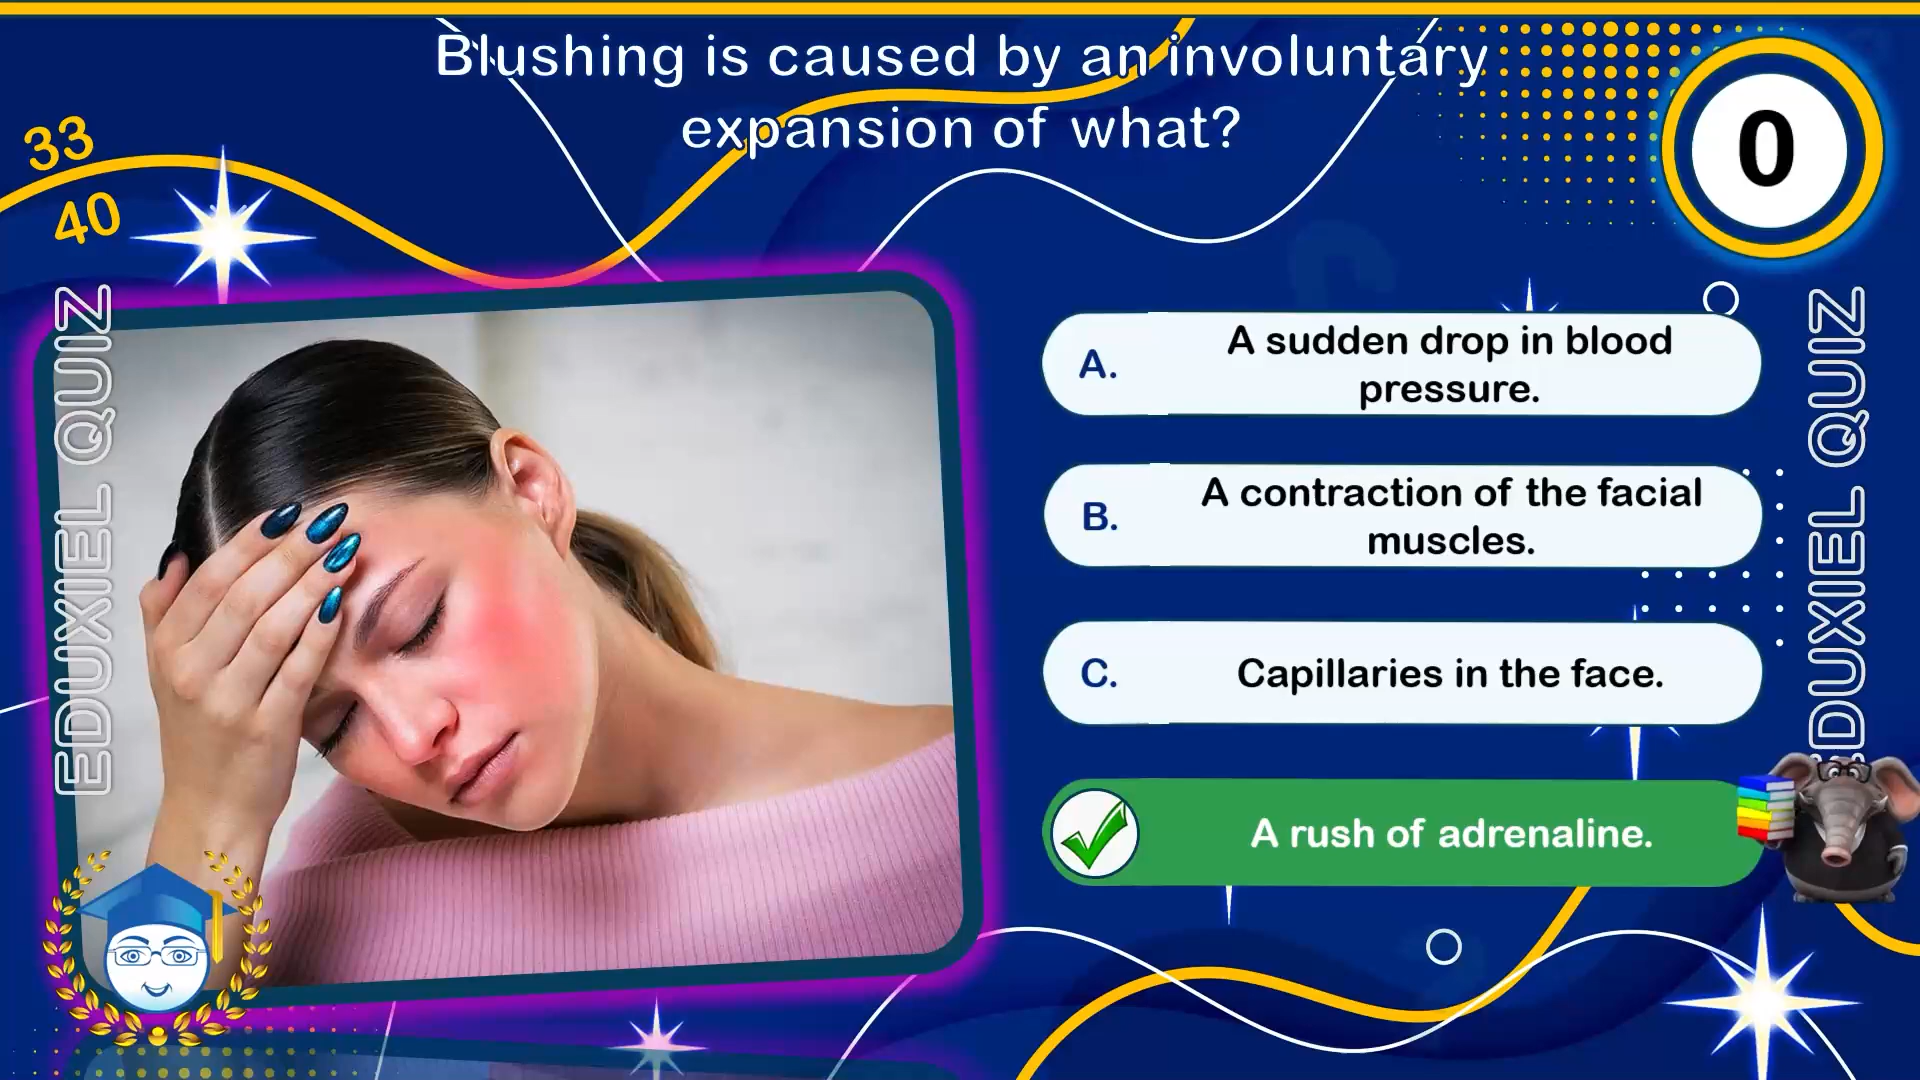 Blushing is caused by an involuntary
expansion of what?
33
40
0
EDUXIEL QUIZ
A. A sudden drop in blood
pressure.
B. A contraction of the facial
muscles.
C. Capillaries in the face.
A rush of adrenaline.
EDUXIEL QUIZ